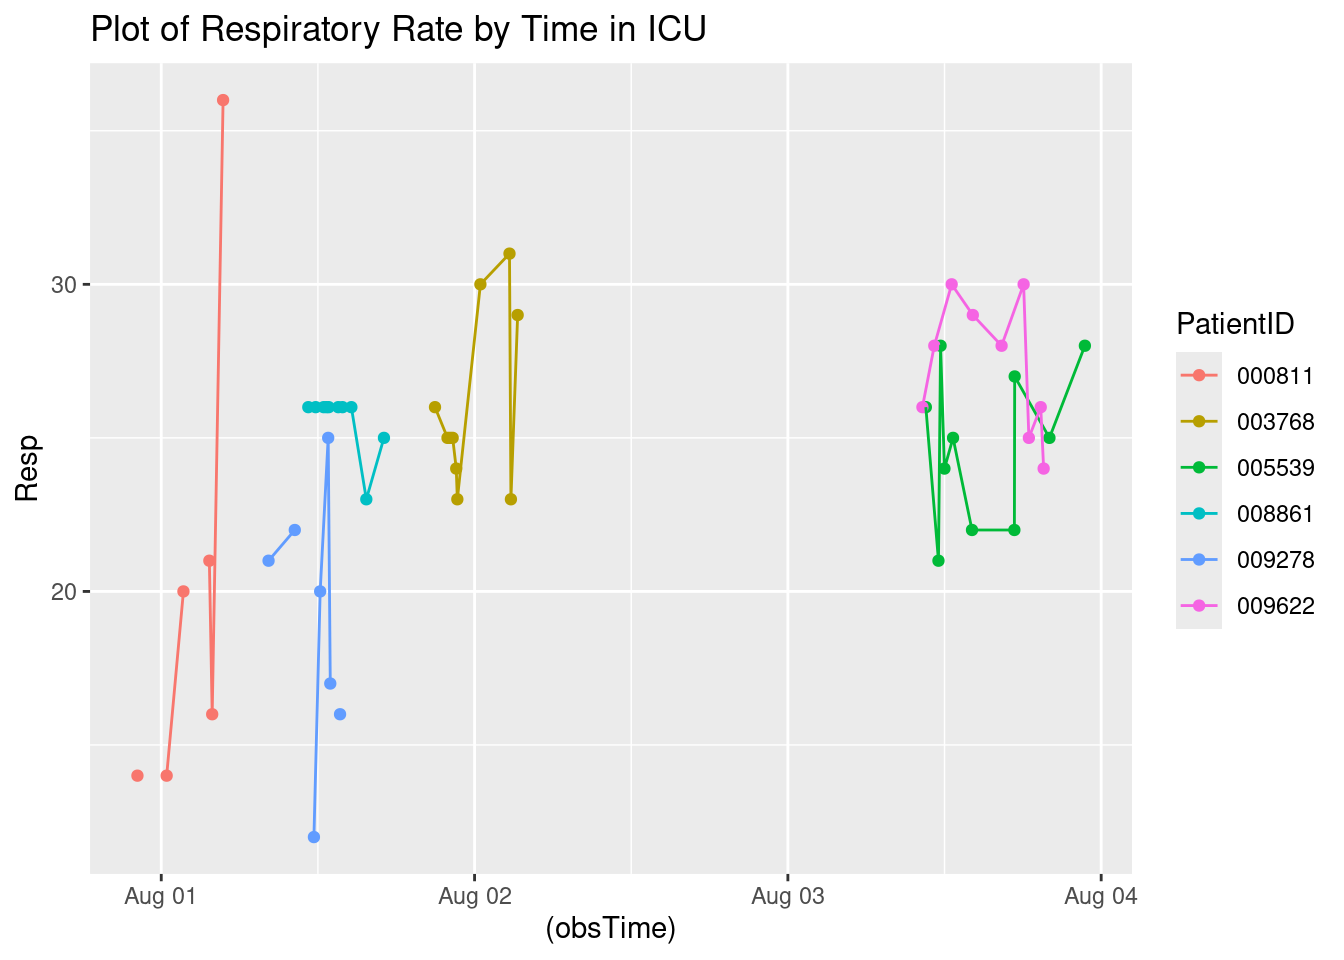 Plot of Respiratory Rate by Time in ICU
Resp
30
20
Aug 01
Aug 02
Aug 03
Aug 04
(obsTime)
PatientID
000811
003768
005539
008861
009278
009622